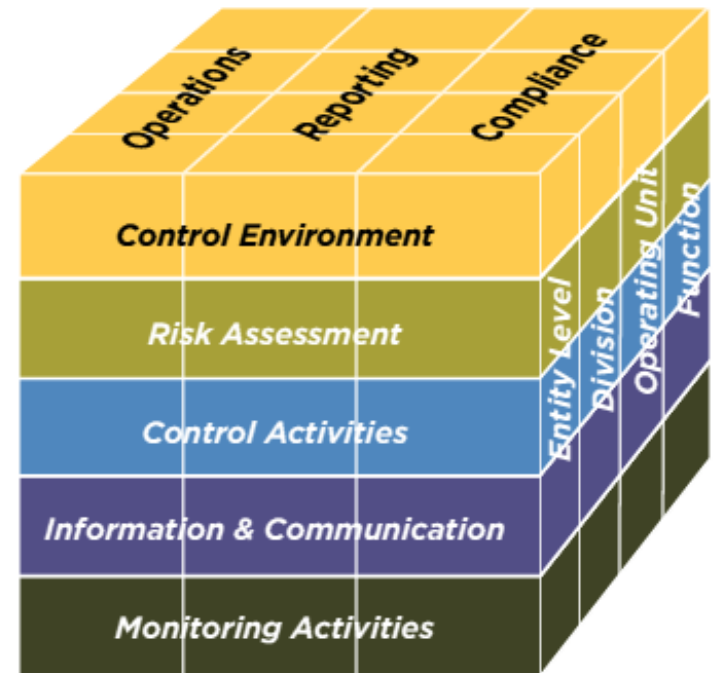 Operations
Reporting
Compliance
Control Environment
Risk Assessment
Control Activities
Information & Communication
Monitoring Activities
Entity Level
Division
Operating Unit
Function